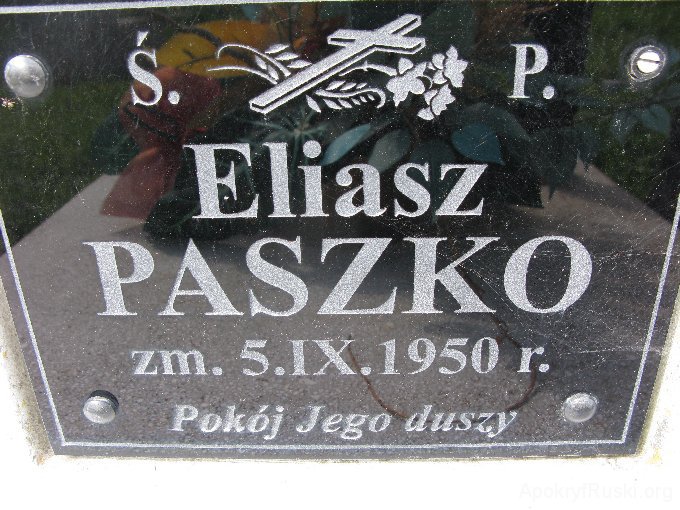 Ś. P.
Eliasz
PASZKO
zm. 5.IX.1950 r.
Pokój Jego duszy
ApokryfRuski.org